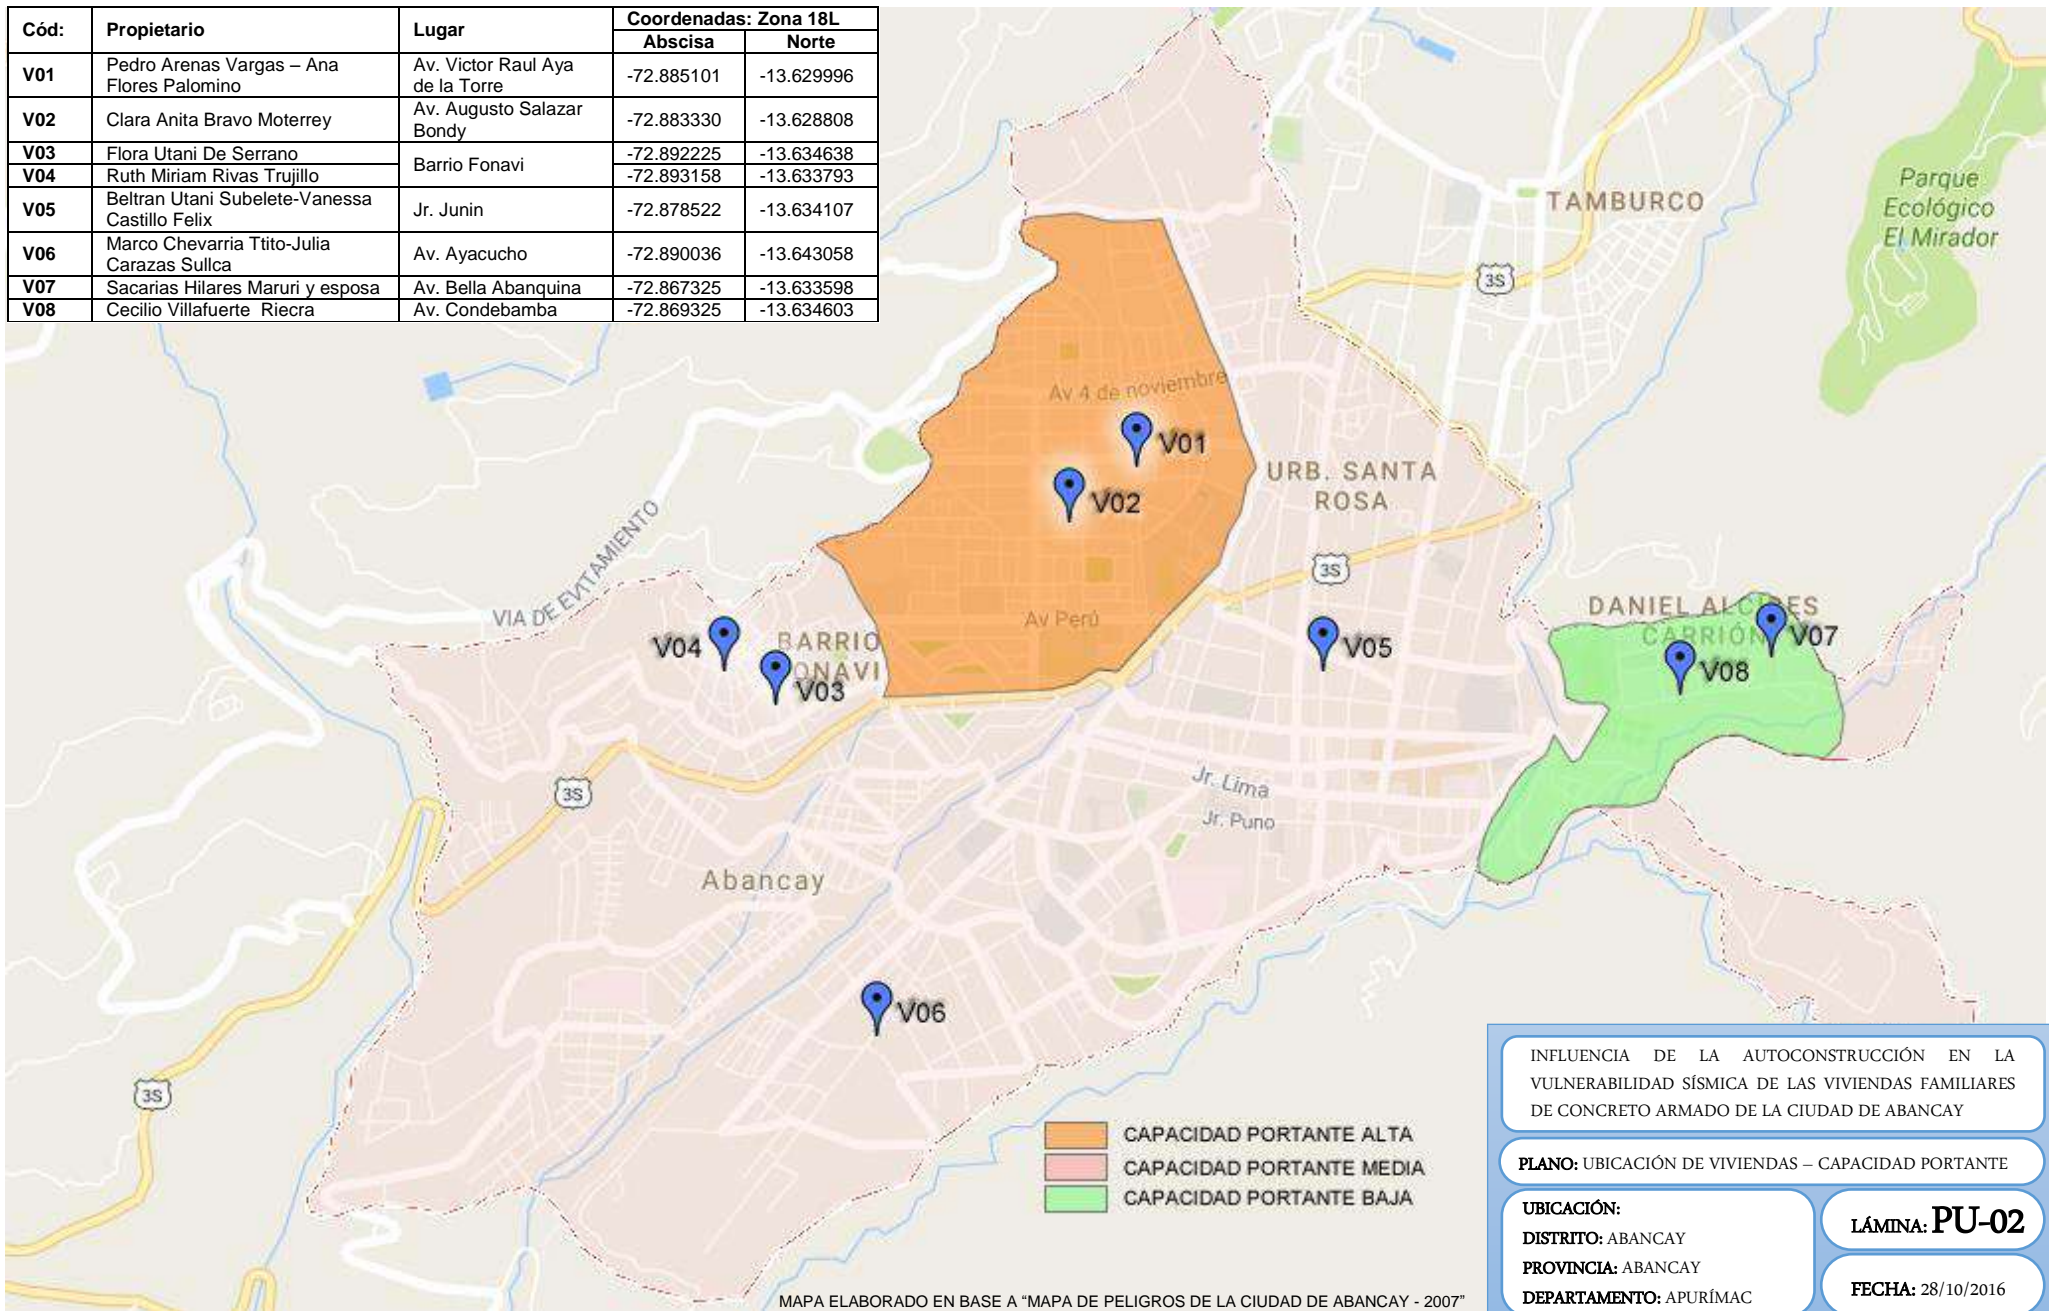 Cód: Propietario Lugar Coordenadas: Zona 18L
Abscisa Norte
V01 Pedro Arenas Vargas – Ana Flores Palomino Av. Victor Raul Aya de la Torre -72.885101 -13.629996
V02 Clara Anita Bravo Moterrey Av. Augusto Salazar Bondy -72.883330 -13.628808
V03 Flora Utani De Serrano Barrio Fonavi -72.892225 -13.634638
V04 Ruth Miriam Rivas Trujillo -72.893158 -13.633793
V05 Beltran Utani Subelete-Vanessa Castillo Felix Jr. Junin -72.878522 -13.634107
V06 Marco Chevarria Ttito-Julia Carazas Sullca Av. Ayacucho -72.890036 -13.643058
V07 Sacarias Hilares Maruri y esposa Av. Bella Abanquina -72.867325 -13.633598
V08 Cecilio Villafuerte Riecra Av. Condebamba -72.869325 -13.634603
TAMBURCO
Parque
Ecológico
El Mirador
3S
Av 4 de noviembre
V01
V02
URB. SANTA
ROSA
3S
VIA DE EVITAMIENTO
Av Perú
V04
BARRIO
ONAVI
V03
V05
DANIEL ALCIDES
CARRIÓN
V07
V08
3S
Jr. Lima
Jr. Puno
Abancay
V06
3S
CAPACIDAD PORTANTE ALTA
CAPACIDAD PORTANTE MEDIA
CAPACIDAD PORTANTE BAJA
MAPA ELABORADO EN BASE A “MAPA DE PELIGROS DE LA CIUDAD DE ABANCAY - 2007”
INFLUENCIA DE LA AUTOCONSTRUCCIÓN EN LA
VULNERABILIDAD SÍSMICA DE LAS VIVIENDAS FAMILIARES
DE CONCRETO ARMADO DE LA CIUDAD DE ABANCAY
PLANO: UBICACIÓN DE VIVIENDAS – CAPACIDAD PORTANTE
UBICACIÓN:
DISTRITO: ABANCAY
PROVINCIA: ABANCAY
DEPARTAMENTO: APURÍMAC
LÁMINA: PU-02
FECHA: 28/10/2016